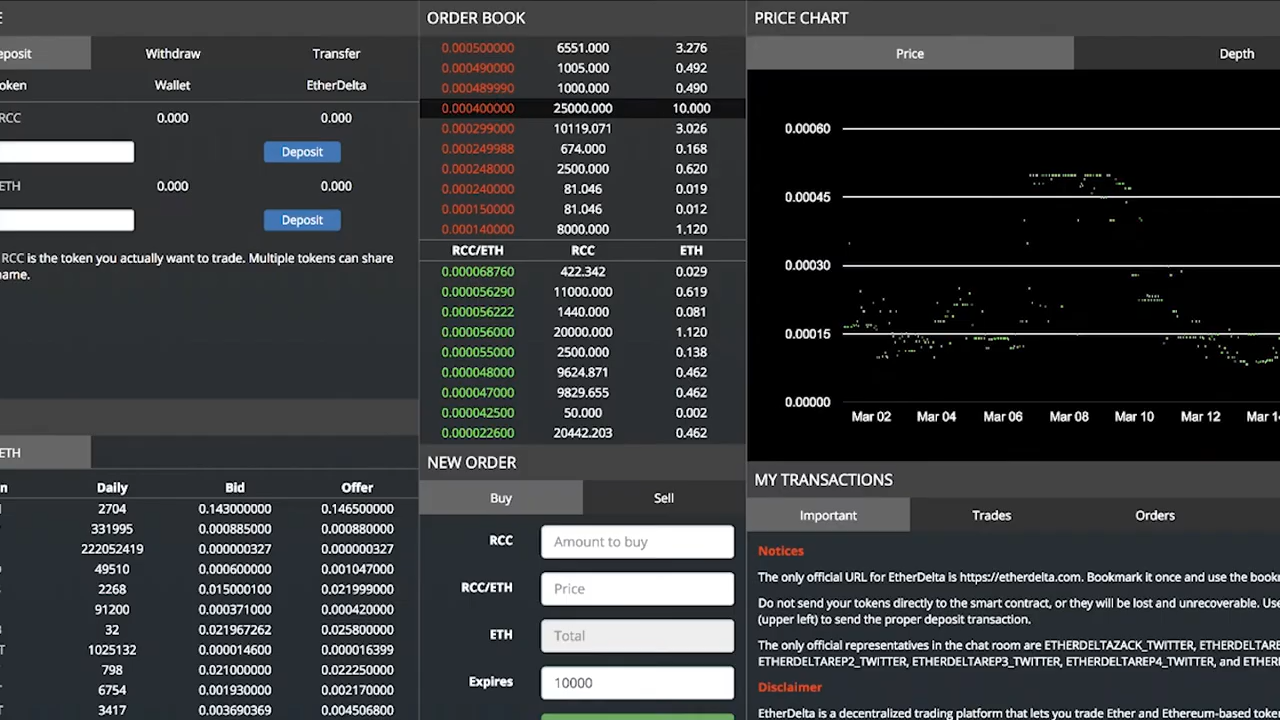 E
eposit Withdraw Transfer
oken Wallet EtherDelta
RCC 0.000 0.000
Deposit
ETH 0.000 0.000
Deposit
RCC is the token you actually want to trade. Multiple tokens can share
name.
ETH
n Daily Bid Offer
2704 0.143000000 0.146500000
331995 0.000885000 0.000880000
222052419 0.000000327 0.000000327
49510 0.000600000 0.001047000
2268 0.015000100 0.021999000
91200 0.000371000 0.000420000
32 0.021967262 0.025800000
1025132 0.000014600 0.000016399
798 0.021000000 0.022250000
6754 0.001930000 0.002170000
3417 0.003690369 0.004506800
ORDER BOOK
0.000500000 6551.000 3.276
0.000490000 1005.000 0.492
0.000489990 1000.000 0.490
0.000400000 25000.000 10.000
0.000299000 10119.071 3.026
0.000249988 674.000 0.168
0.000248000 2500.000 0.620
0.000240000 81.046 0.019
0.000150000 81.046 0.012
0.000140000 8000.000 1.120
RCC/ETH RCC ETH
0.000068760 422.342 0.029
0.000056290 11000.000 0.619
0.000056222 1440.000 0.081
0.000056000 20000.000 1.120
0.000055000 2500.000 0.138
0.000048000 9624.871 0.462
0.000047000 9829.655 0.462
0.000042500 50.000 0.002
0.000022600 20442.203 0.462
NEW ORDER
Buy Sell
RCC Amount to buy
RCC/ETH Price
ETH Total
Expires 10000
PRICE CHART
Price Depth
0.00060
0.00045
0.00030
0.00015
0.00000
Mar 02 Mar 04 Mar 06 Mar 08 Mar 10 Mar 12 Mar 14
MY TRANSACTIONS
Important Trades Orders
Notices
The only official URL for EtherDelta is https://etherdelta.com. Bookmark it once and use the bookm
Do not send your tokens directly to the smart contract, or they will be lost and unrecoverable. Use
(upper left) to send the proper deposit transaction.
The only official representatives in the chat room are ETHERDELTAZACK_TWITTER, ETHERDELTARE
ETHERDELTAREP2_TWITTER, ETHERDELTAREP3_TWITTER, ETHERDELTAREP4_TWITTER, and ETHER
Disclaimer
EtherDelta is a decentralized trading platform that lets you trade Ether and Ethereum-based token